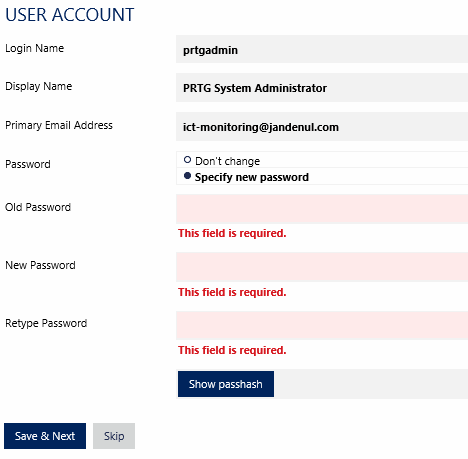 USER ACCOUNT
Login Name
prtgadmin
Display Name
PRTG System Administrator
Primary Email Address
ict-monitoring@jandenul.com
Password
Don't change
Specify new password
Old Password
This field is required.
New Password
This field is required.
Retype Password
This field is required.
Show passhash
Save & Next
Skip